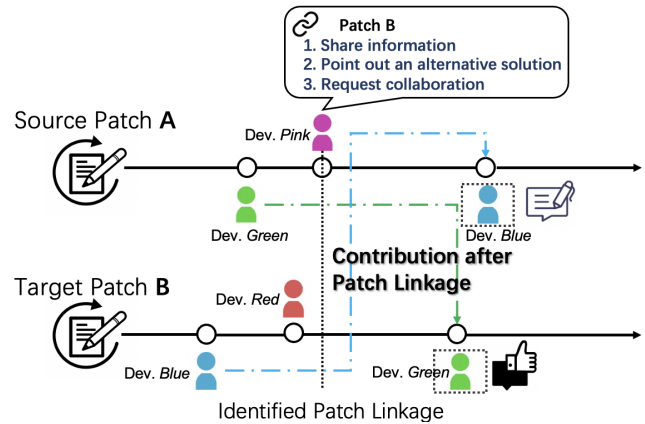 Patch B
1. Share information
2. Point out an alternative solution
3. Request collaboration
Source Patch A
Dev. Pink
Dev. Green
Dev. Blue
Contribution after
Patch Linkage
Target Patch B
Dev. Red
Dev. Blue
Dev. Green
Identified Patch Linkage